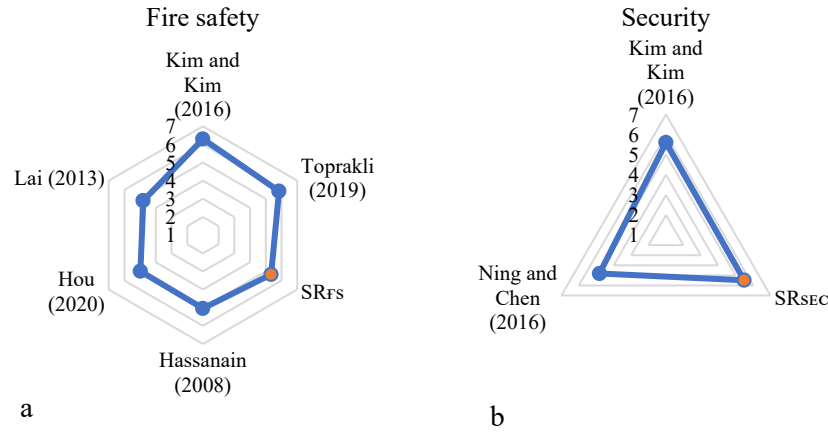 Fire safety
Kim and
Kim
(2016)
7
6
5
4
3
2
1
Toprakli
(2019)
SRFS
Hassanain
(2008)
Hou
(2020)
Lai (2013)
a
Security
Kim and
Kim
(2016)
7
6
5
4
3
2
1
SRSEC
Ning and
Chen
(2016)
b